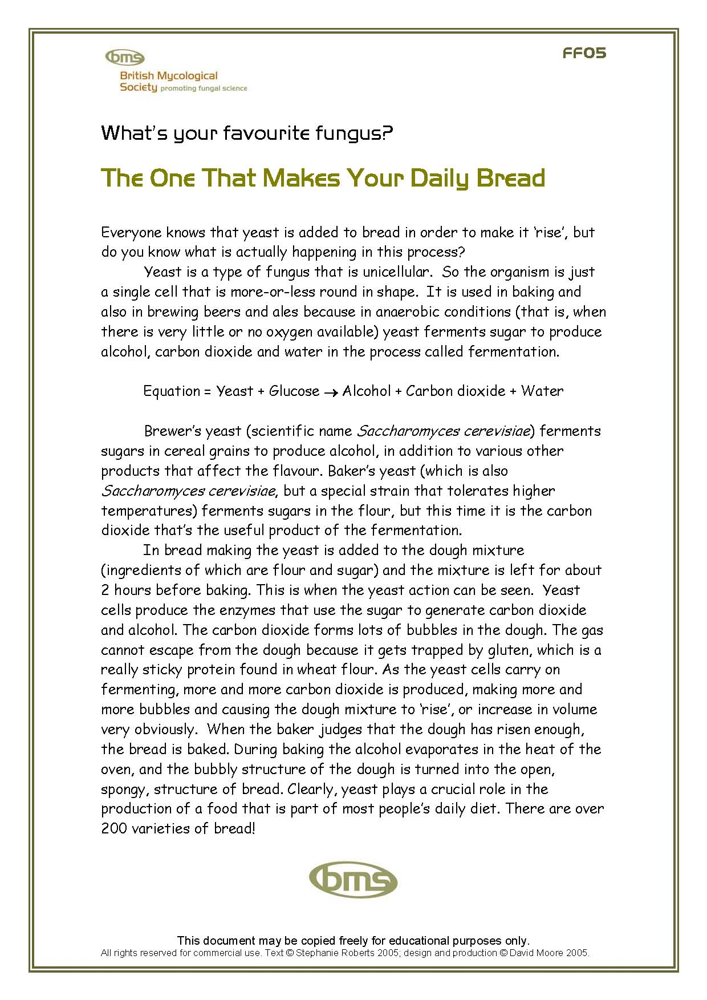 bms
FF05
British Mycological
Society promoting fungal science
What's your favourite fungus?
The One That Makes Your Daily Bread
Everyone knows that yeast is added to bread in order to make it ‘rise’, but
do you know what is actually happening in this process?
Yeast is a type of fungus that is unicellular.  So the organism is just
a single cell that is more-or-less round in shape.  It is used in baking and
also in brewing beers and ales because in anaerobic conditions (that is, when
there is very little or no oxygen available) yeast ferments sugar to produce
alcohol, carbon dioxide and water in the process called fermentation.
Equation = Yeast + Glucose → Alcohol + Carbon dioxide + Water
Brewer’s yeast (scientific name Saccharomyces cerevisiae) ferments
sugars in cereal grains to produce alcohol, in addition to various other
products that affect the flavour. Baker’s yeast (which is also
Saccharomyces cerevisiae, but a special strain that tolerates higher
temperatures) ferments sugars in the flour, but this time it is the carbon
dioxide that’s the useful product of the fermentation.
In bread making the yeast is added to the dough mixture
(ingredients of which are flour and sugar) and the mixture is left for about
2 hours before baking. This is when the yeast action can be seen.  Yeast
cells produce the enzymes that use the sugar to generate carbon dioxide
and alcohol. The carbon dioxide forms lots of bubbles in the dough. The gas
cannot escape from the dough because it gets trapped by gluten, which is a
really sticky protein found in wheat flour. As the yeast cells carry on
fermenting, more and more carbon dioxide is produced, making more and
more bubbles and causing the dough mixture to ‘rise’, or increase in volume
very obviously.  When the baker judges that the dough has risen enough,
the bread is baked. During baking the alcohol evaporates in the heat of the
oven, and the bubbly structure of the dough is turned into the open,
spongy, structure of bread. Clearly, yeast plays a crucial role in the
production of a food that is part of most people’s daily diet. There are over
200 varieties of bread!
bms
This document may be copied freely for educational purposes only.
All rights reserved for commercial use. Text © Stephanie Roberts 2005; design and production © David Moore 2005.